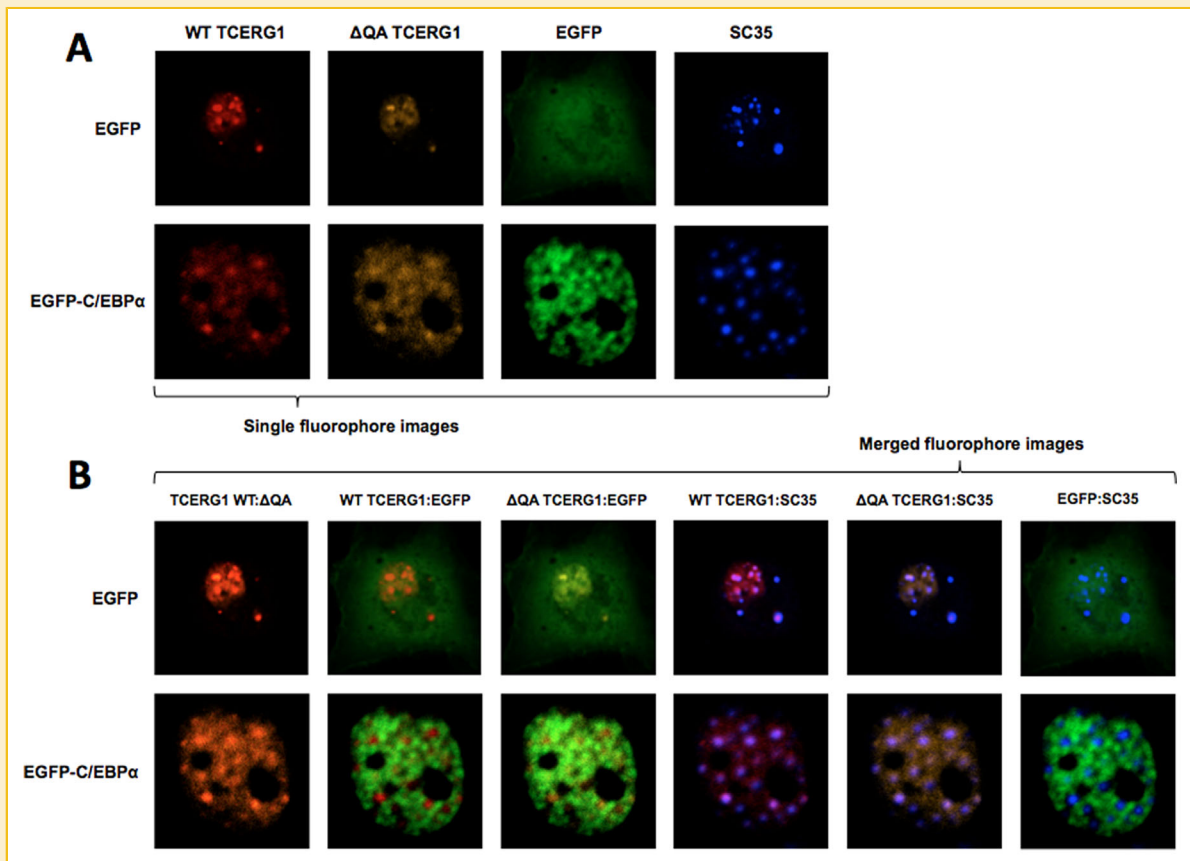 A
WT TCERG1 ΔQA TCERG1 EGFP SC35
EGFP
EGFP-C/EBPα
Single fluorophore images
Merged fluorophore images
B
TCERG1 WT:ΔQA WT TCERG1:EGFP ΔQA TCERG1:EGFP WT TCERG1:SC35 ΔQA TCERG1:SC35 EGFP:SC35
EGFP
EGFP-C/EBPα